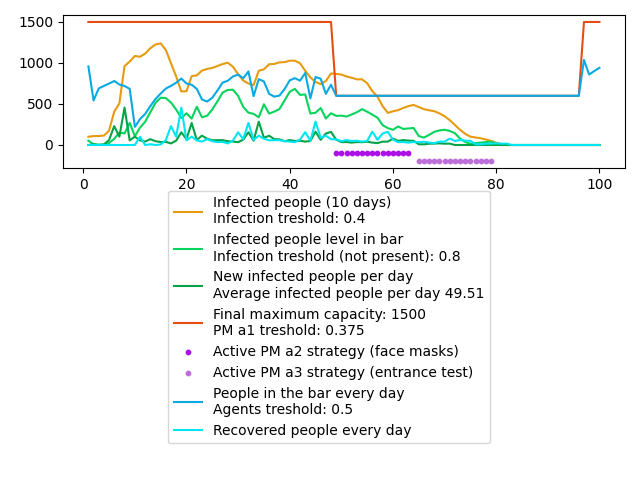 1500
1000
500
0
0
20
40
60
80
100
Infected people (10 days)
Infection treshold: 0.4
Infected people level in bar
Infection treshold (not present): 0.8
New infected people per day
Average infected people per day 49.51
Final maximum capacity: 1500
PM a1 treshold: 0.375
Active PM a2 strategy (face masks)
Active PM a3 strategy (entrance test)
People in the bar every day
Agents treshold: 0.5
Recovered people every day